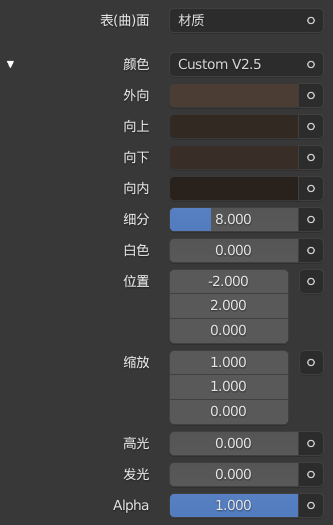 表(曲)面 材质
颜色 Custom V2.5
外向
向上
向下
向内
细分 8.000
白色 0.000
位置 -2.000
2.000
0.000
缩放 1.000
1.000
0.000
高光 0.000
发光 0.000
Alpha 1.000